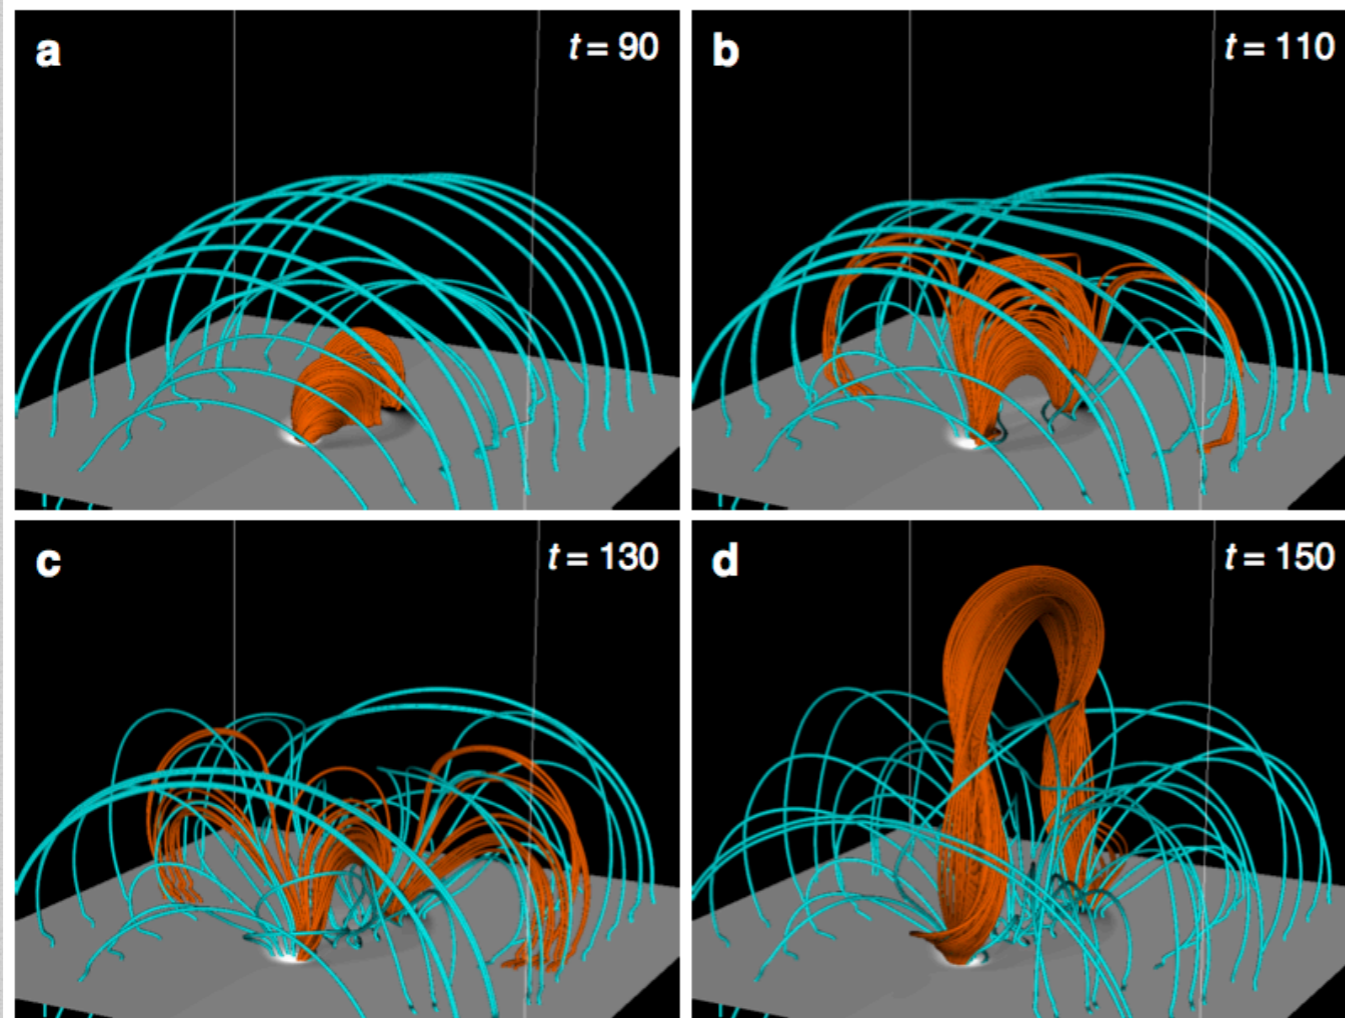 a
t = 90
b
t = 110
c
t = 130
d
t = 150